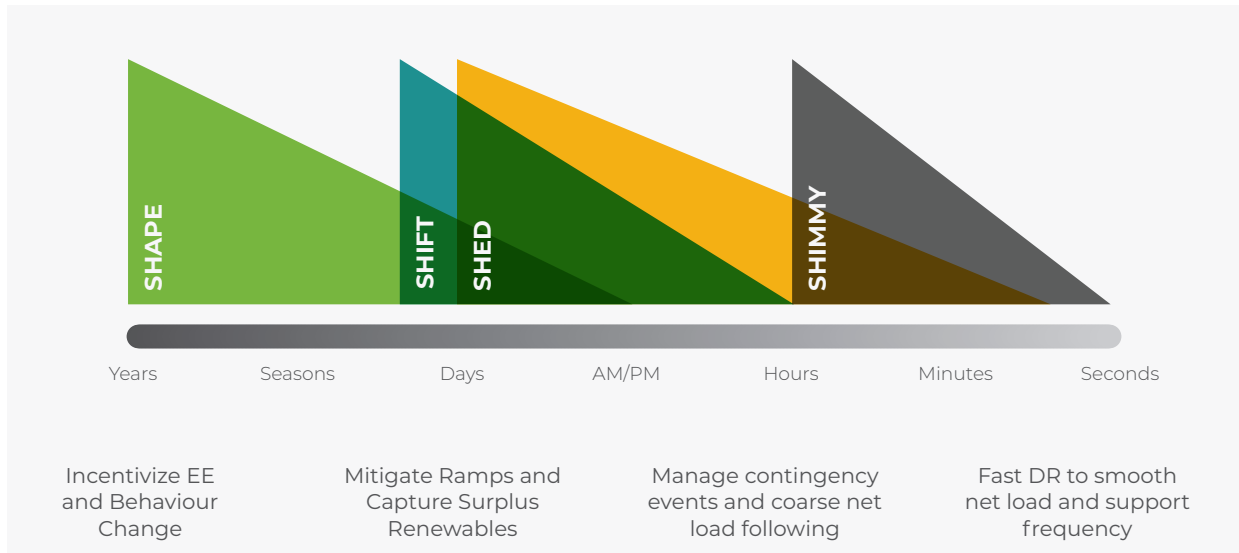 SHAPE
SHIFT
SHED
SHIMMY
Years
Seasons
Days
AM/PM
Hours
Minutes
Seconds
Incentivize EE
and Behaviour
Change
Mitigate Ramps and
Capture Surplus
Renewables
Manage contingency
events and coarse net
load following
Fast DR to smooth
net load and support
frequency